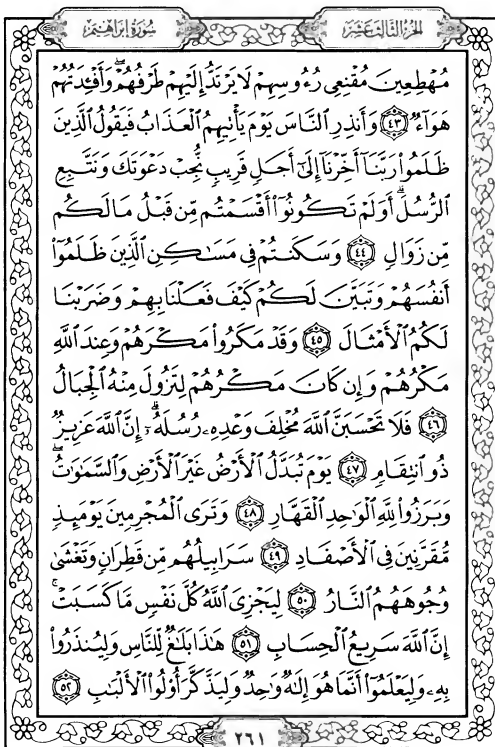 الجزء الثالث عشر سورة إبراهيم
مُهْطِعِينَ مُقْنِعِى رُءُوسِهِمْ لَا يَرْتَدُّ إِلَيْهِمْ طَرْفُهُمْ ۖ وَأَفْـِٔدَتُهُمْ
هَوَآءٌ ٤٣ وَأَنذِرِ ٱلنَّاسَ يَوْمَ يَأْتِيهِمُ ٱلْعَذَابُ فَيَقُولُ ٱلَّذِينَ
ظَلَمُوا۟ رَبَّنَآ أَخِّرْنَآ إِلَىٰٓ أَجَلٍ قَرِيبٍ نُّجِبْ دَعْوَتَكَ وَنَتَّبِعِ
ٱلرُّسُلَ ۗ أَوَلَمْ تَكُونُوٓا۟ أَقْسَمْتُم مِّن قَبْلُ مَا لَكُم
مِّن زَوَالٍ ٤٤ وَسَكَنتُمْ فِى مَسَـٰكِنِ ٱلَّذِينَ ظَلَمُوٓا۟
أَنفُسَهُمْ وَتَبَيَّنَ لَكُمْ كَيْفَ فَعَلْنَا بِهِمْ وَضَرَبْنَا
لَكُمُ ٱلْأَمْثَالَ ٤٥ وَقَدْ مَكَرُوا۟ مَكْرَهُمْ وَعِندَ ٱللَّهِ
مَكْرُهُمْ وَإِن كَانَ مَكْرُهُمْ لِتَزُولَ مِنْهُ ٱلْجِبَالُ
٤٦ فَلَا تَحْسَبَنَّ ٱللَّهَ مُخْلِفَ وَعْدِهِۦ رُسُلَهُۥٓ ۗ إِنَّ ٱللَّهَ عَزِيزٌ
ذُو ٱنتِقَامٍ ٤٧ يَوْمَ تُبَدَّلُ ٱلْأَرْضُ غَيْرَ ٱلْأَرْضِ وَٱلسَّمَـٰوَٰتُ ۖ
وَبَرَزُوا۟ لِلَّهِ ٱلْوَٰحِدِ ٱلْقَهَّارِ ٤٨ وَتَرَى ٱلْمُجْرِمِينَ يَوْمَئِذٍ
مُّقَرَّنِينَ فِى ٱلْأَصْفَادِ ٤٩ سَرَابِيلُهُم مِّن قَطِرَانٍ وَتَغْشَىٰ
وُجُوهَهُمُ ٱلنَّارُ ٥٠ لِيَجْزِىَ ٱللَّهُ كُلَّ نَفْسٍ مَّا كَسَبَتْ ۚ
إِنَّ ٱللَّهَ سَرِيعُ ٱلْحِسَابِ ٥١ هَـٰذَا بَلَـٰغٌ لِّلنَّاسِ وَلِيُنذَرُوا۟
بِهِۦ وَلِيَعْلَمُوٓا۟ أَنَّمَا هُوَ إِلَـٰهٌ وَٰحِدٌ وَلِيَذَّكَّرَ أُو۟لُوا۟ ٱلْأَلْبَـٰبِ ٥٢
٢٦١